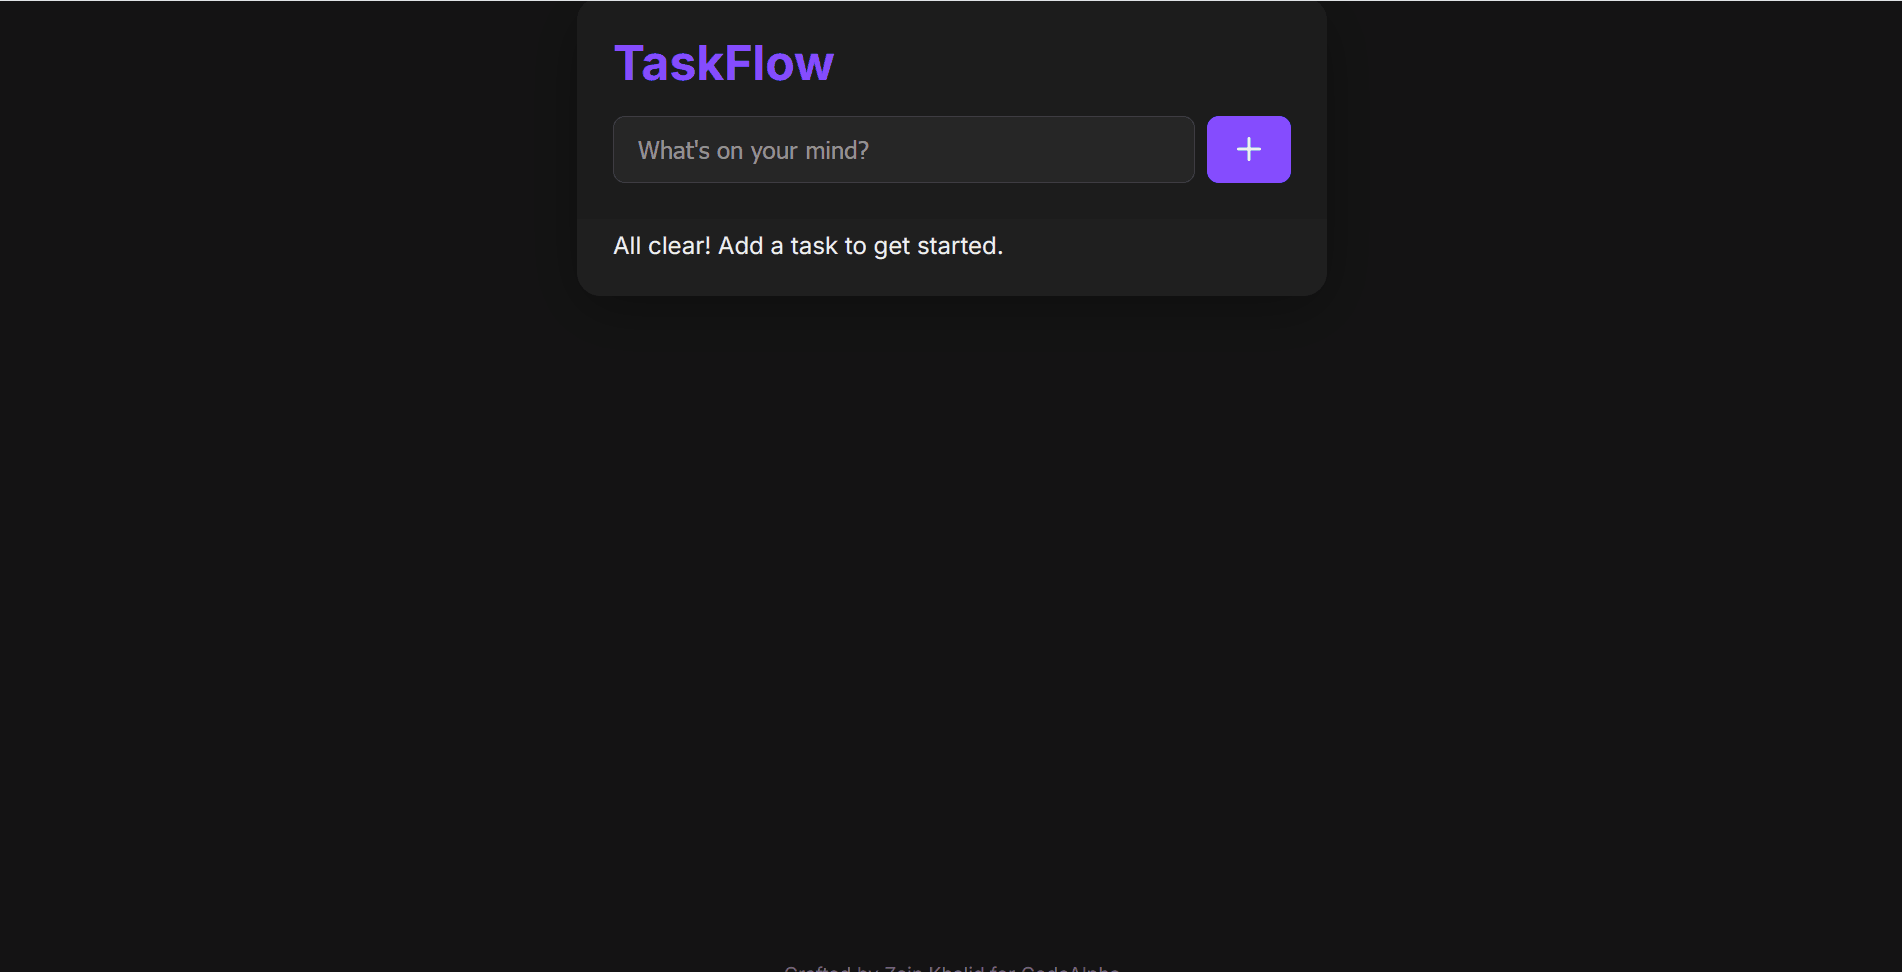 TaskFlow
What's on your mind?
All clear! Add a task to get started.
Crafted by Zain Khalid for CodeAlpha